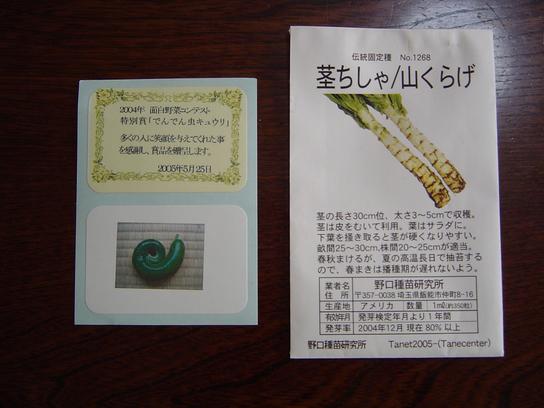 2004年 面白野菜コンテスト
特別賞「でんでん虫キュウリ」
多くの人に笑顔を与えてくれた事
を感謝し、賞品を贈呈します。
2005年5月25日
伝統固定種 No.1268
茎ちしゃ/山くらげ
茎の長さ30cm位、太さ3～5cmで収穫。
茎は皮をむいて利用。葉はサラダに。
下葉を掻き取ると茎が硬くなりやすい。
畝間25～30cm,株間20～25cmが適当。
春秋まけるが、夏の高温長日で抽苔する
ので、春まきは播種期が遅れないよう。
業者名 野口種苗研究所
住 所 〒357-0038 埼玉県飯能市仲町8-16
生産地 アメリカ 数量 1ml(約350粒)
有効年月 発芽検定年月より1年間
発芽率 2004年12月 現在 80% 以上
野口種苗研究所 Tanet2005-(Tanecenter)